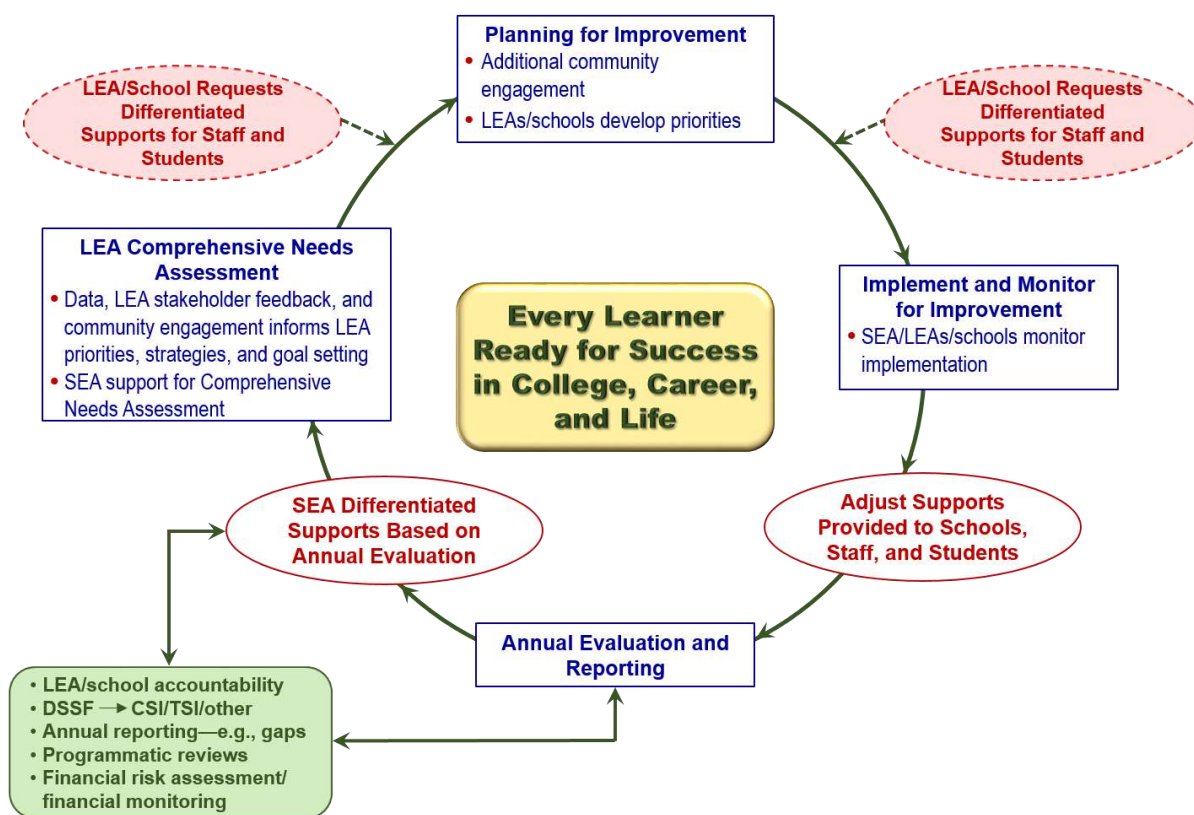 Planning for Improvement
• Additional community
engagement
• LEAs/schools develop priorities
LEA/School Requests
Differentiated
Supports for Staff and
Students
LEA/School Requests
Differentiated
Supports for Staff and
Students
LEA Comprehensive Needs
Assessment
• Data, LEA stakeholder feedback, and
community engagement informs LEA
priorities, strategies, and goal setting
• SEA support for Comprehensive
Needs Assessment
Every Learner
Ready for Success
in College, Career,
and Life
Implement and Monitor
for Improvement
• SEA/LEAs/schools monitor
implementation
SEA Differentiated
Supports Based on
Annual Evaluation
Adjust Supports
Provided to Schools,
Staff, and Students
Annual Evaluation and
Reporting
• LEA/school accountability
• DSSF → CSI/TSI/other
• Annual reporting—e.g., gaps
• Programmatic reviews
• Financial risk assessment/
financial monitoring